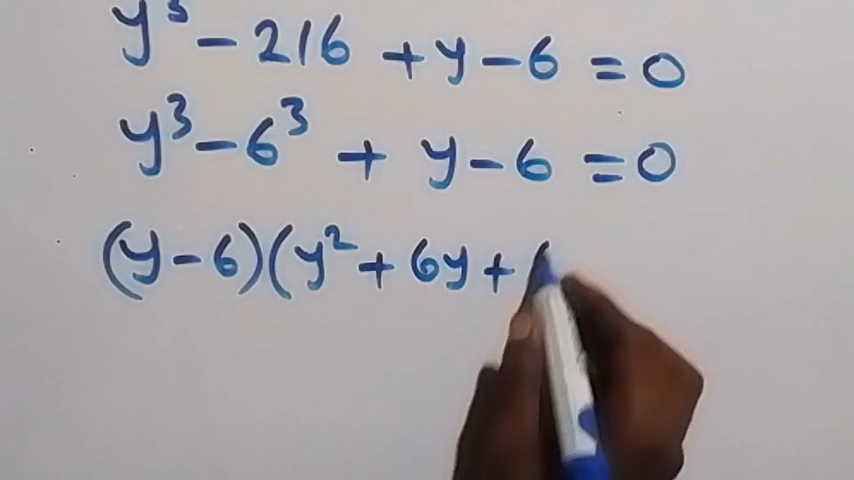 y³ - 216 + y - 6 = 0
y³ - 6³ + y - 6 = 0
(y - 6)(y² + 6y +